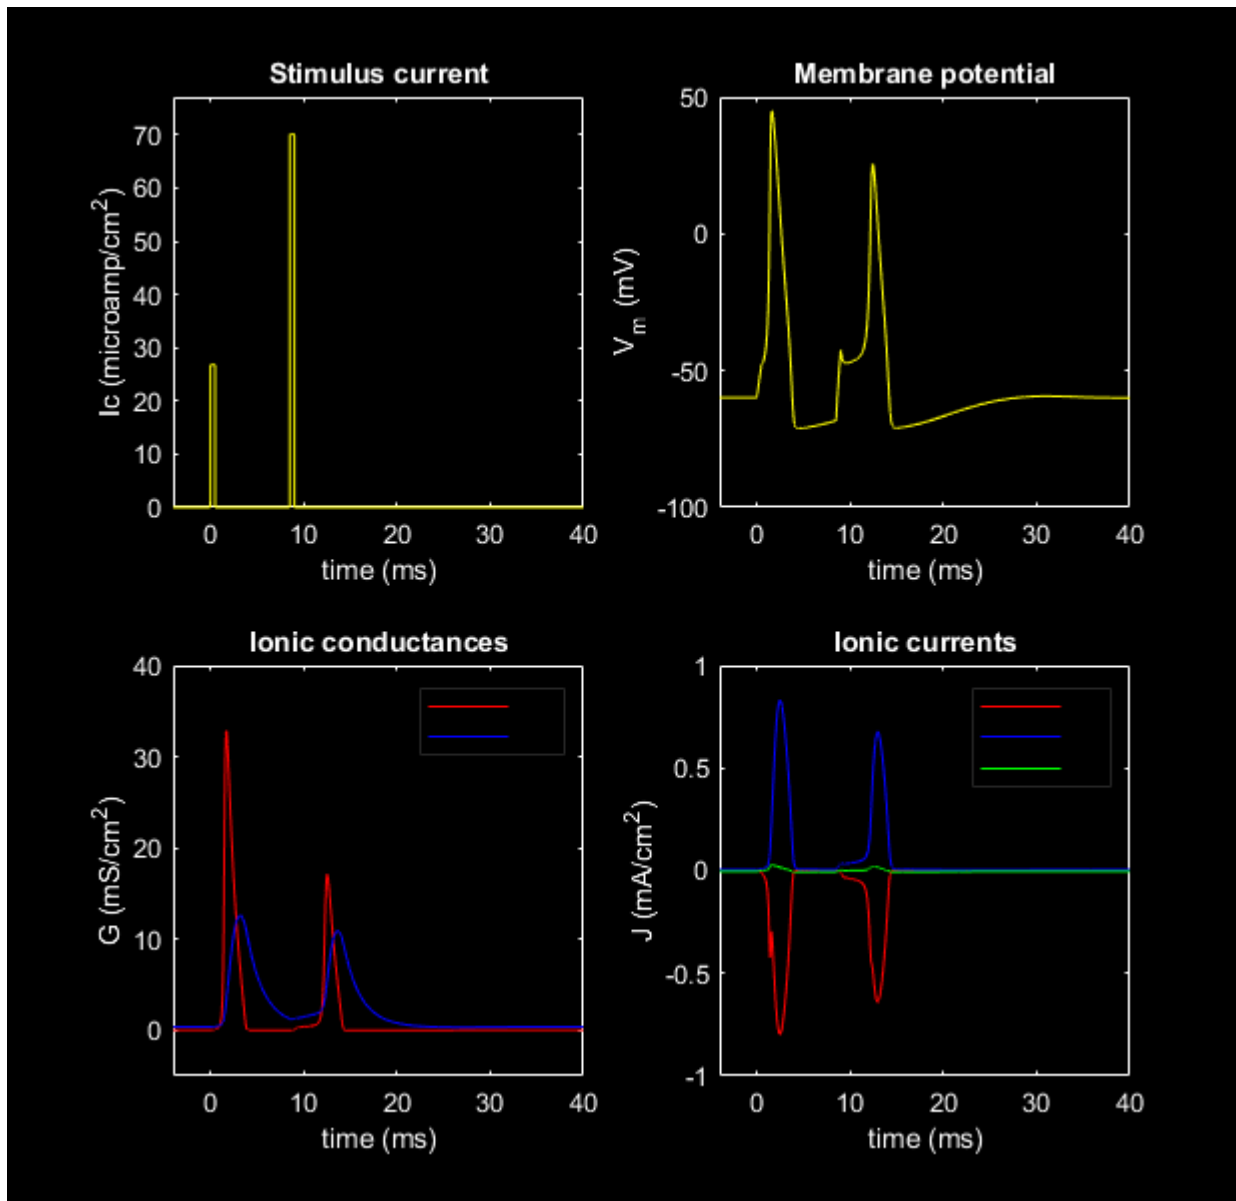 Stimulus current
70
60
50
40
30
20
10
0
Ic (microamp/cm²)
0 10 20 30 40
time (ms)
Membrane potential
50
0
-50
-100
Vₘ (mV)
0 10 20 30 40
time (ms)
Ionic conductances
40
30
20
10
0
G (mS/cm²)
0 10 20 30 40
time (ms)
Ionic currents
1
0.5
0
-0.5
-1
J (mA/cm²)
0 10 20 30 40
time (ms)